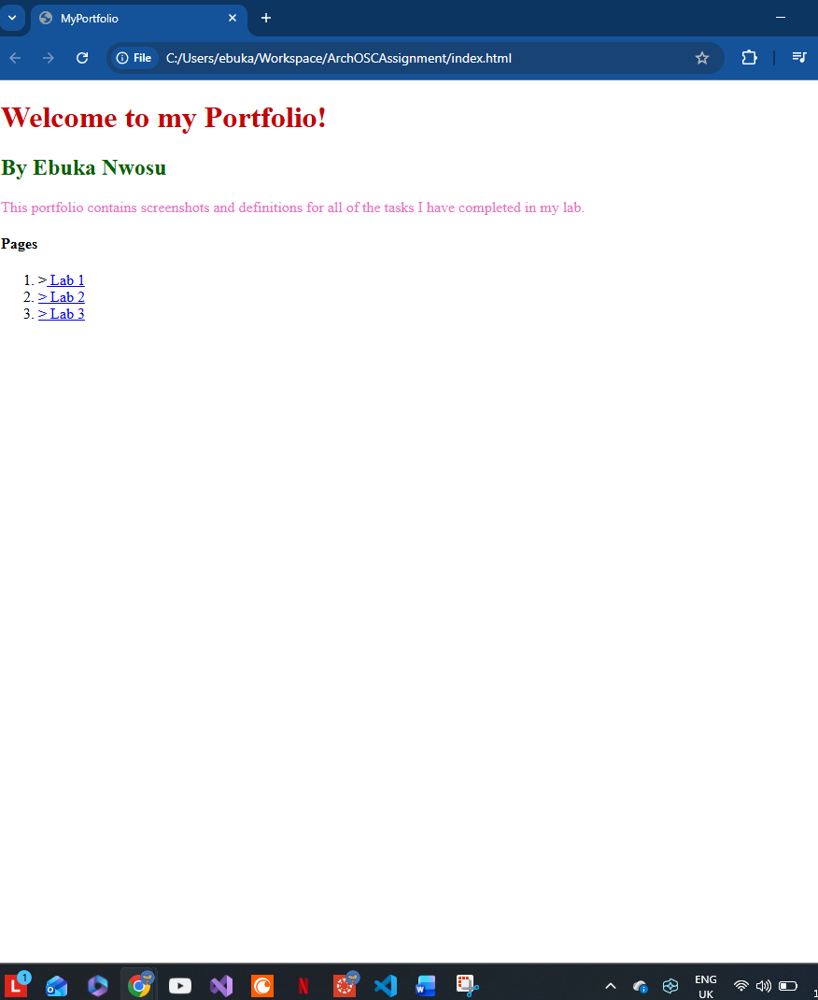 MyPortfolio
File C:/Users/ebuka/Workspace/ArchOSCAssignment/index.html
Welcome to my Portfolio!
By Ebuka Nwosu
This portfolio contains screenshots and definitions for all of the tasks I have completed in my lab.
Pages
1. > Lab 1
2. > Lab 2
3. > Lab 3
L 1 ENG
UK